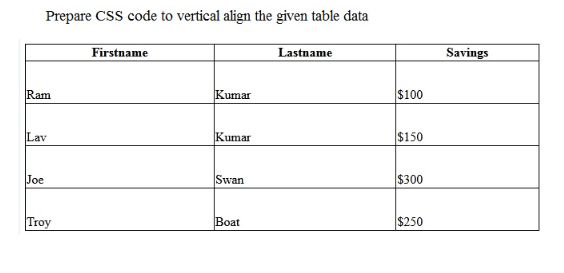 Prepare CSS code to vertical align the given table data
Firstname Lastname Savings
Ram Kumar $100
Lav Kumar $150
Joe Swan $300
Troy Boat $250